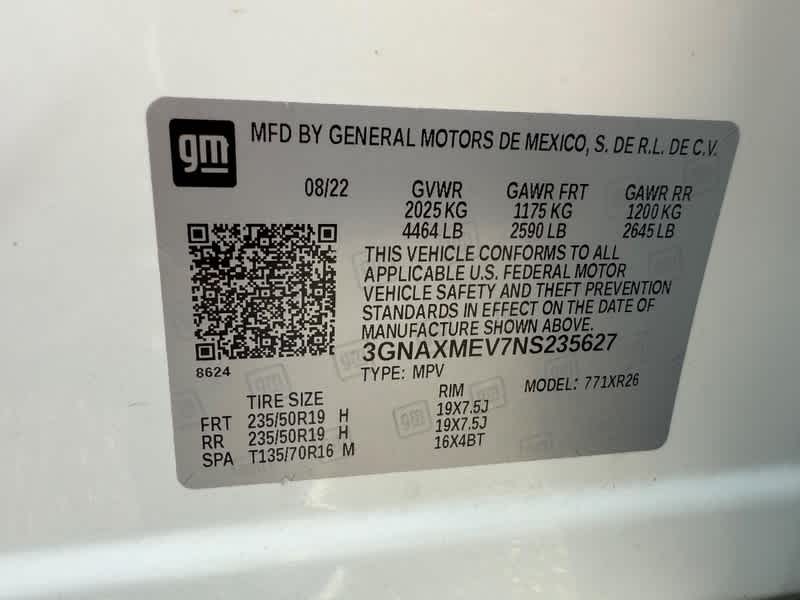 gm MFD BY GENERAL MOTORS DE MEXICO, S. DE R.L. DE C.V.
08/22 GVWR GAWR FRT GAWR RR
2025 KG 1175 KG 1200 KG
4464 LB 2590 LB 2645 LB
THIS VEHICLE CONFORMS TO ALL
APPLICABLE U.S. FEDERAL MOTOR
VEHICLE SAFETY AND THEFT PREVENTION
STANDARDS IN EFFECT ON THE DATE OF
MANUFACTURE SHOWN ABOVE.
3GNAXMEV7NS235627
8624 TYPE: MPV MODEL: 771XR26
TIRE SIZE RIM
FRT 235/50R19 H 19X7.5J
RR 235/50R19 H 19X7.5J
SPA T135/70R16 M 16X4BT